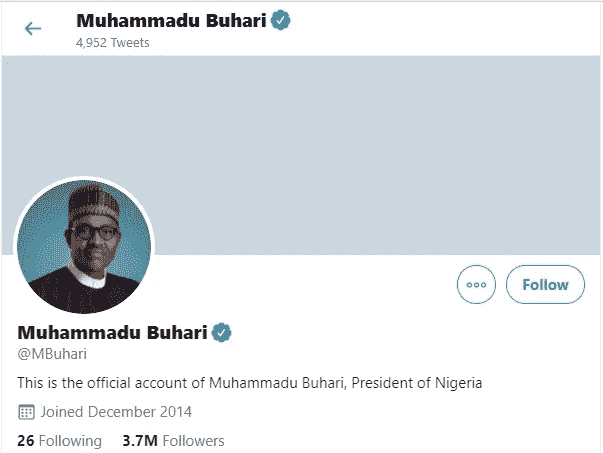 Muhammadu Buhari
4,952 Tweets
Follow
Muhammadu Buhari
@MBuhari
This is the official account of Muhammadu Buhari, President of Nigeria
Joined December 2014
26 Following 3.7M Followers